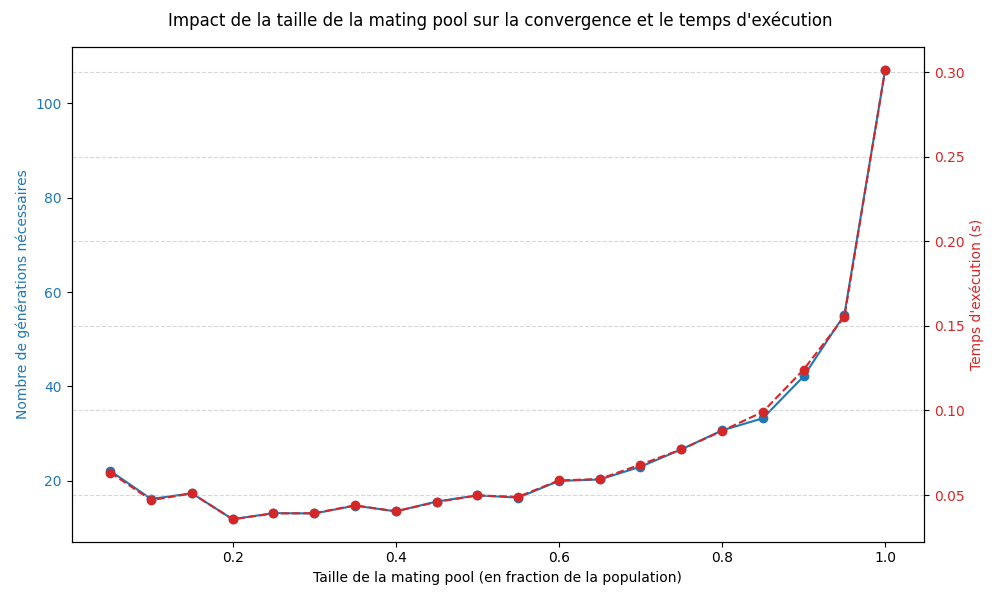 Impact de la taille de la mating pool sur la convergence et le temps d'exécution
Nombre de générations nécessaires
100
80
60
40
20
0.30
0.25
0.20
0.15
0.10
0.05
Temps d'exécution (s)
0.2 0.4 0.6 0.8 1.0
Taille de la mating pool (en fraction de la population)